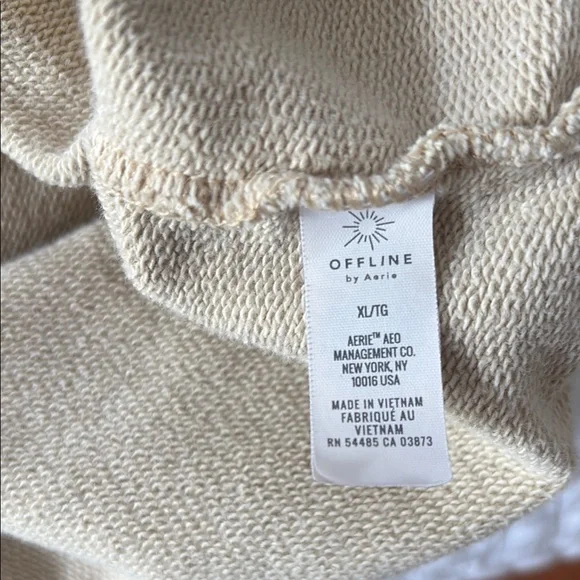 OFFLINE
by Aerie
XL/TG
AERIE™ AEO
MANAGEMENT CO.
NEW YORK, NY
10016 USA
MADE IN VIETNAM
FABRIQUÉ AU
VIETNAM
RN 54485 CA 03873